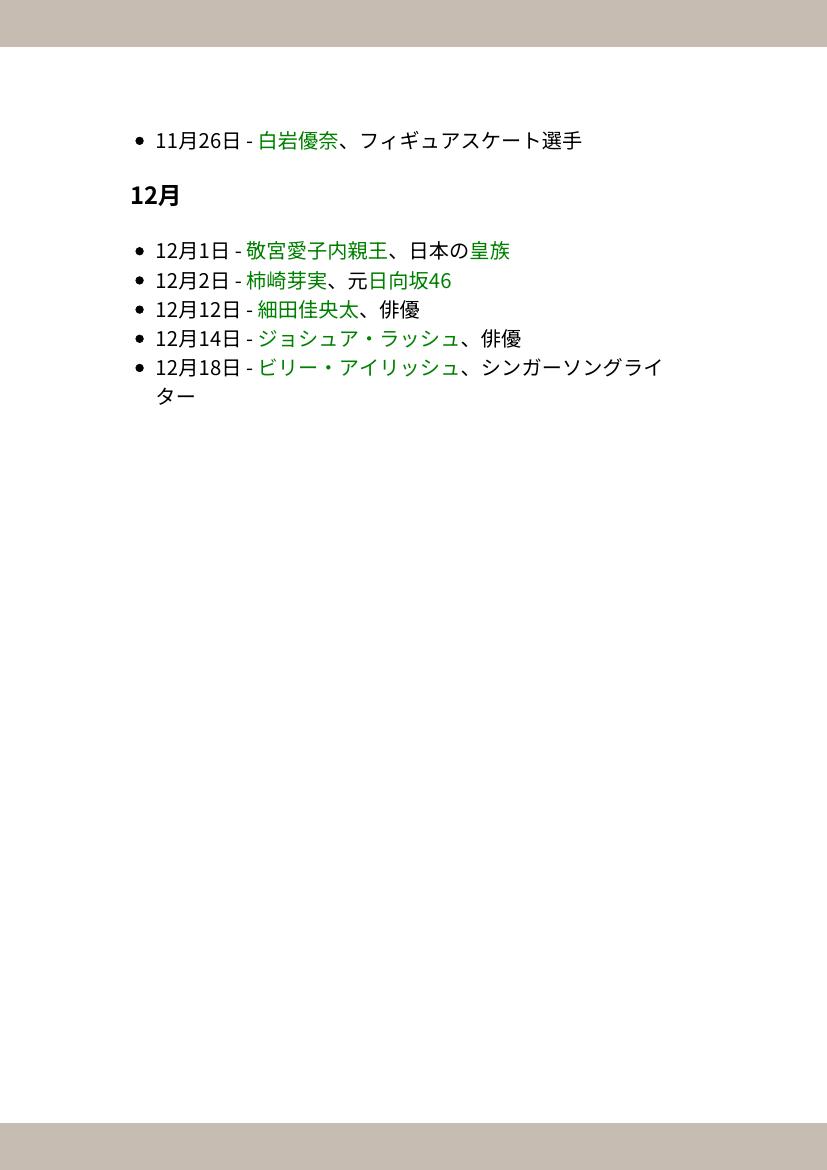 11月26日 - 白岩優奈、フィギュアスケート選手
12月
12月1日 - 敬宮愛子内親王、日本の皇族
12月2日 - 柿崎芽実、元日向坂46
12月12日 - 細田佳央太、俳優
12月14日 - ジョシュア・ラッシュ、俳優
12月18日 - ビリー・アイリッシュ、シンガーソングライ
ター